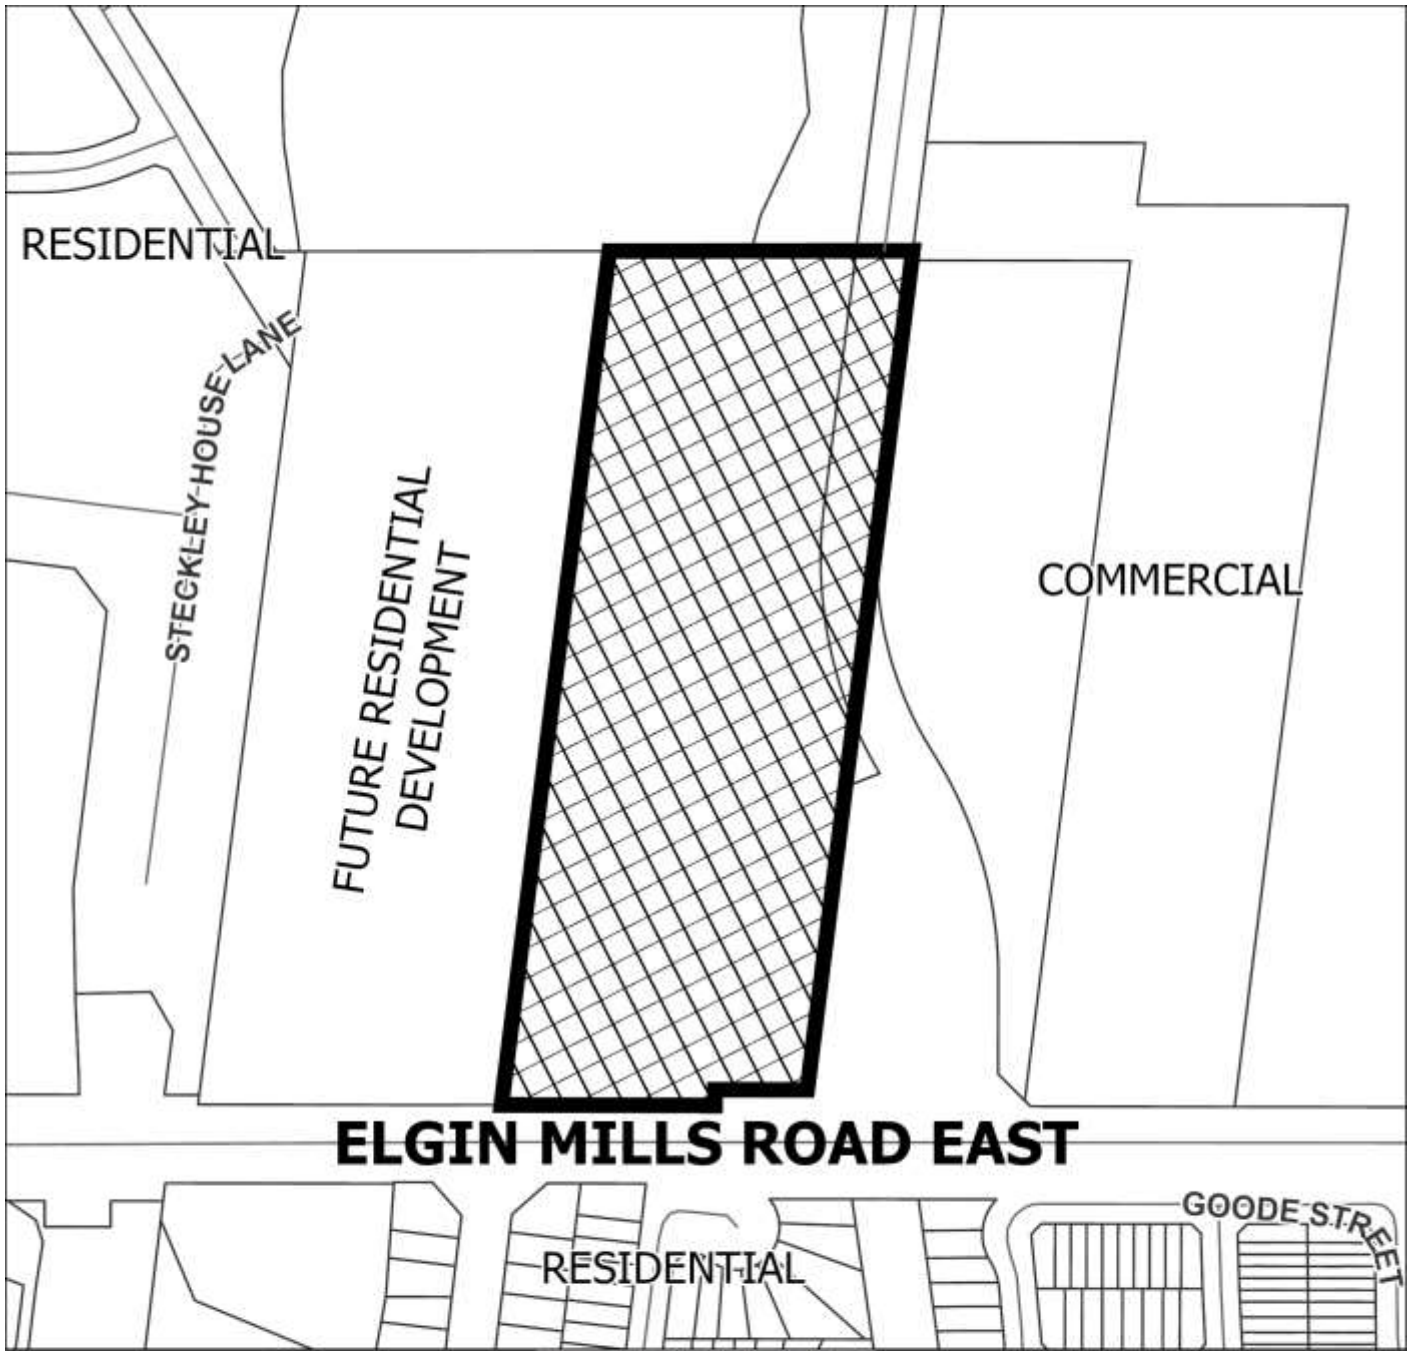 RESIDENTIAL
STECKLEY HOUSE LANE
FUTURE RESIDENTIAL
DEVELOPMENT
COMMERCIAL
ELGIN MILLS ROAD EAST
GOODE STREET
RESIDENTIAL